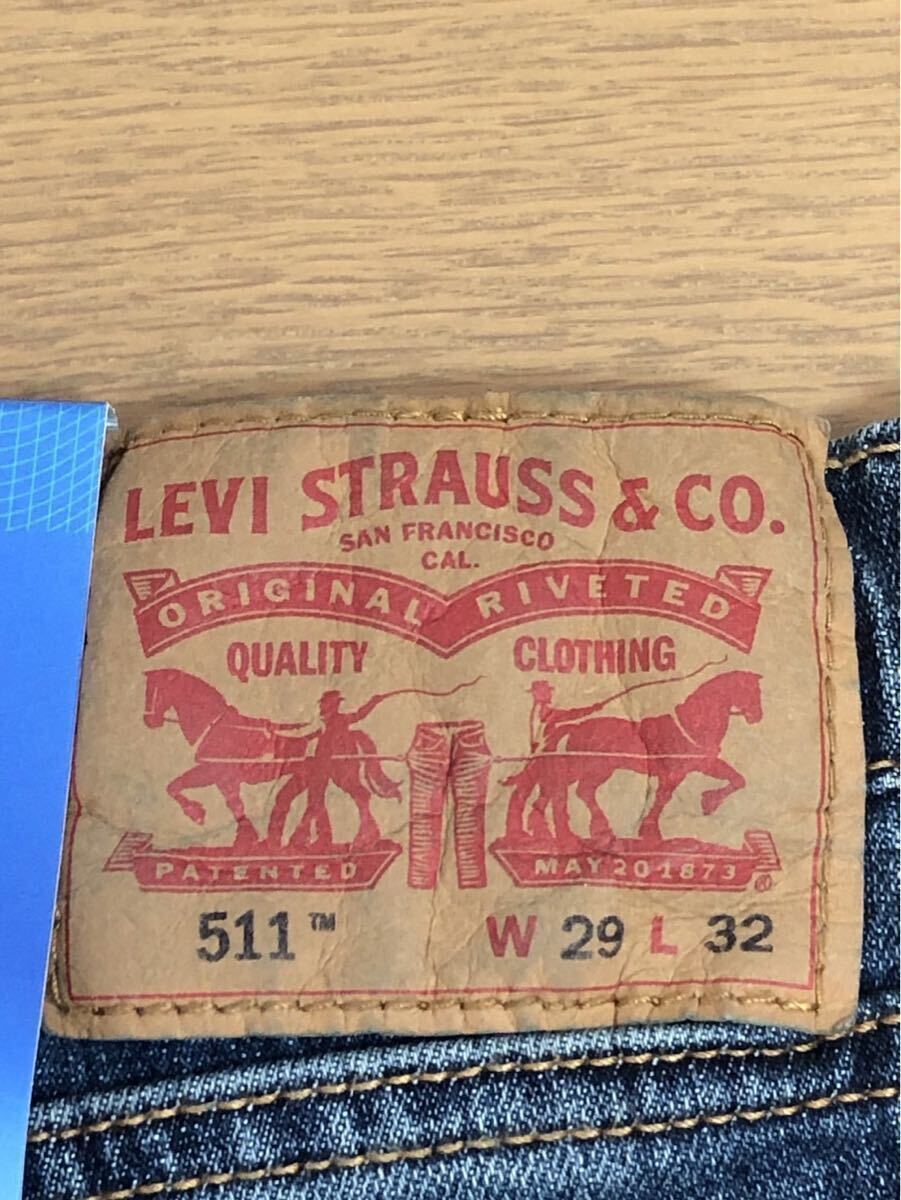 LEVI STRAUSS & CO.
SAN FRANCISCO
CAL.
ORIGINAL RIVETED
QUALITY CLOTHING
PATENTED MAY 20 1873 ®
511™ W 29 L 32